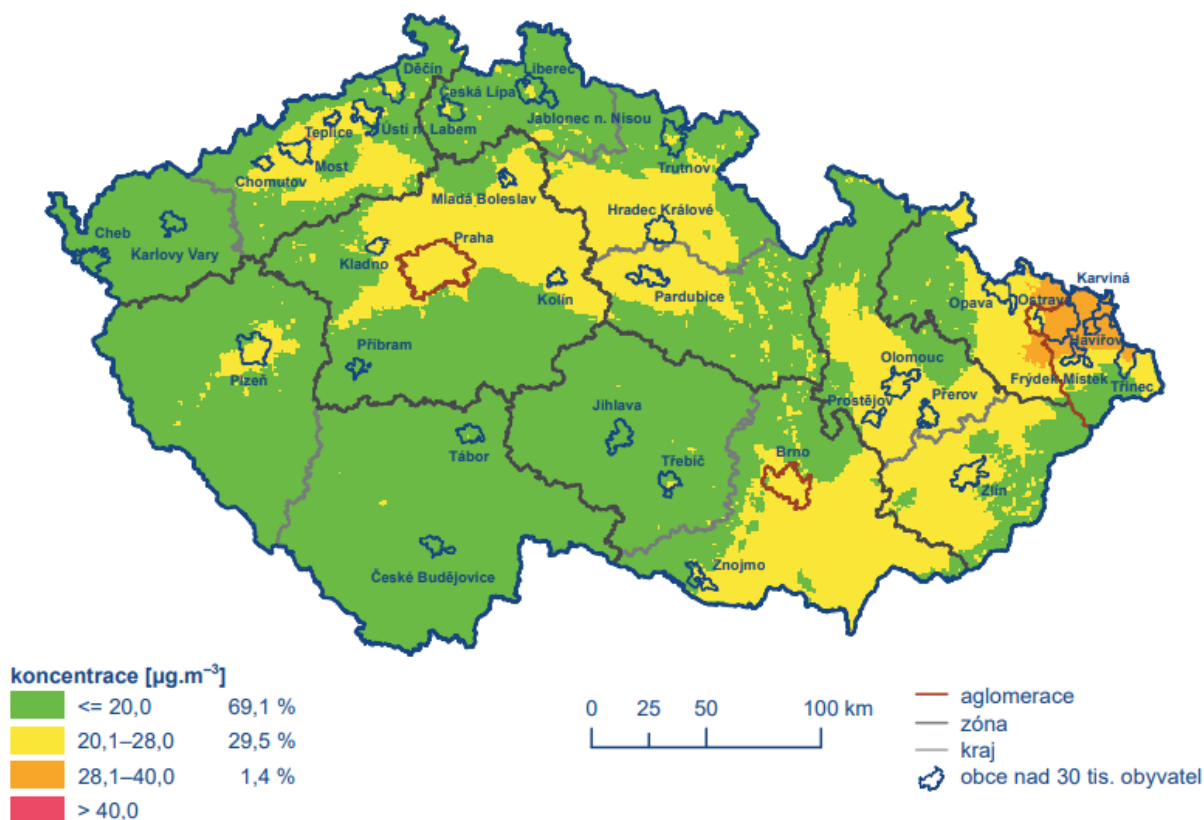 Děčín
Liberec
Česká Lípa
Jablonec n. Nisou
Teplice
Ústí n. Labem
Most
Chomutov
Trutnov
Mladá Boleslav
Hradec Králové
Cheb
Karlovy Vary
Praha
Kladno
Kolín
Pardubice
Karviná
Opava
Ostrava
Havířov
Příbram
Plzeň
Olomouc
Frýdek-Místek
Třinec
Prostějov
Přerov
Jihlava
Tábor
Třebíč
Brno
Zlín
České Budějovice
Znojmo
koncentrace [µg.m⁻³]
<= 20,0 69,1 %
20,1–28,0 29,5 %
28,1–40,0 1,4 %
> 40,0
0 25 50 100 km
aglomerace
zóna
kraj
obce nad 30 tis. obyvatel